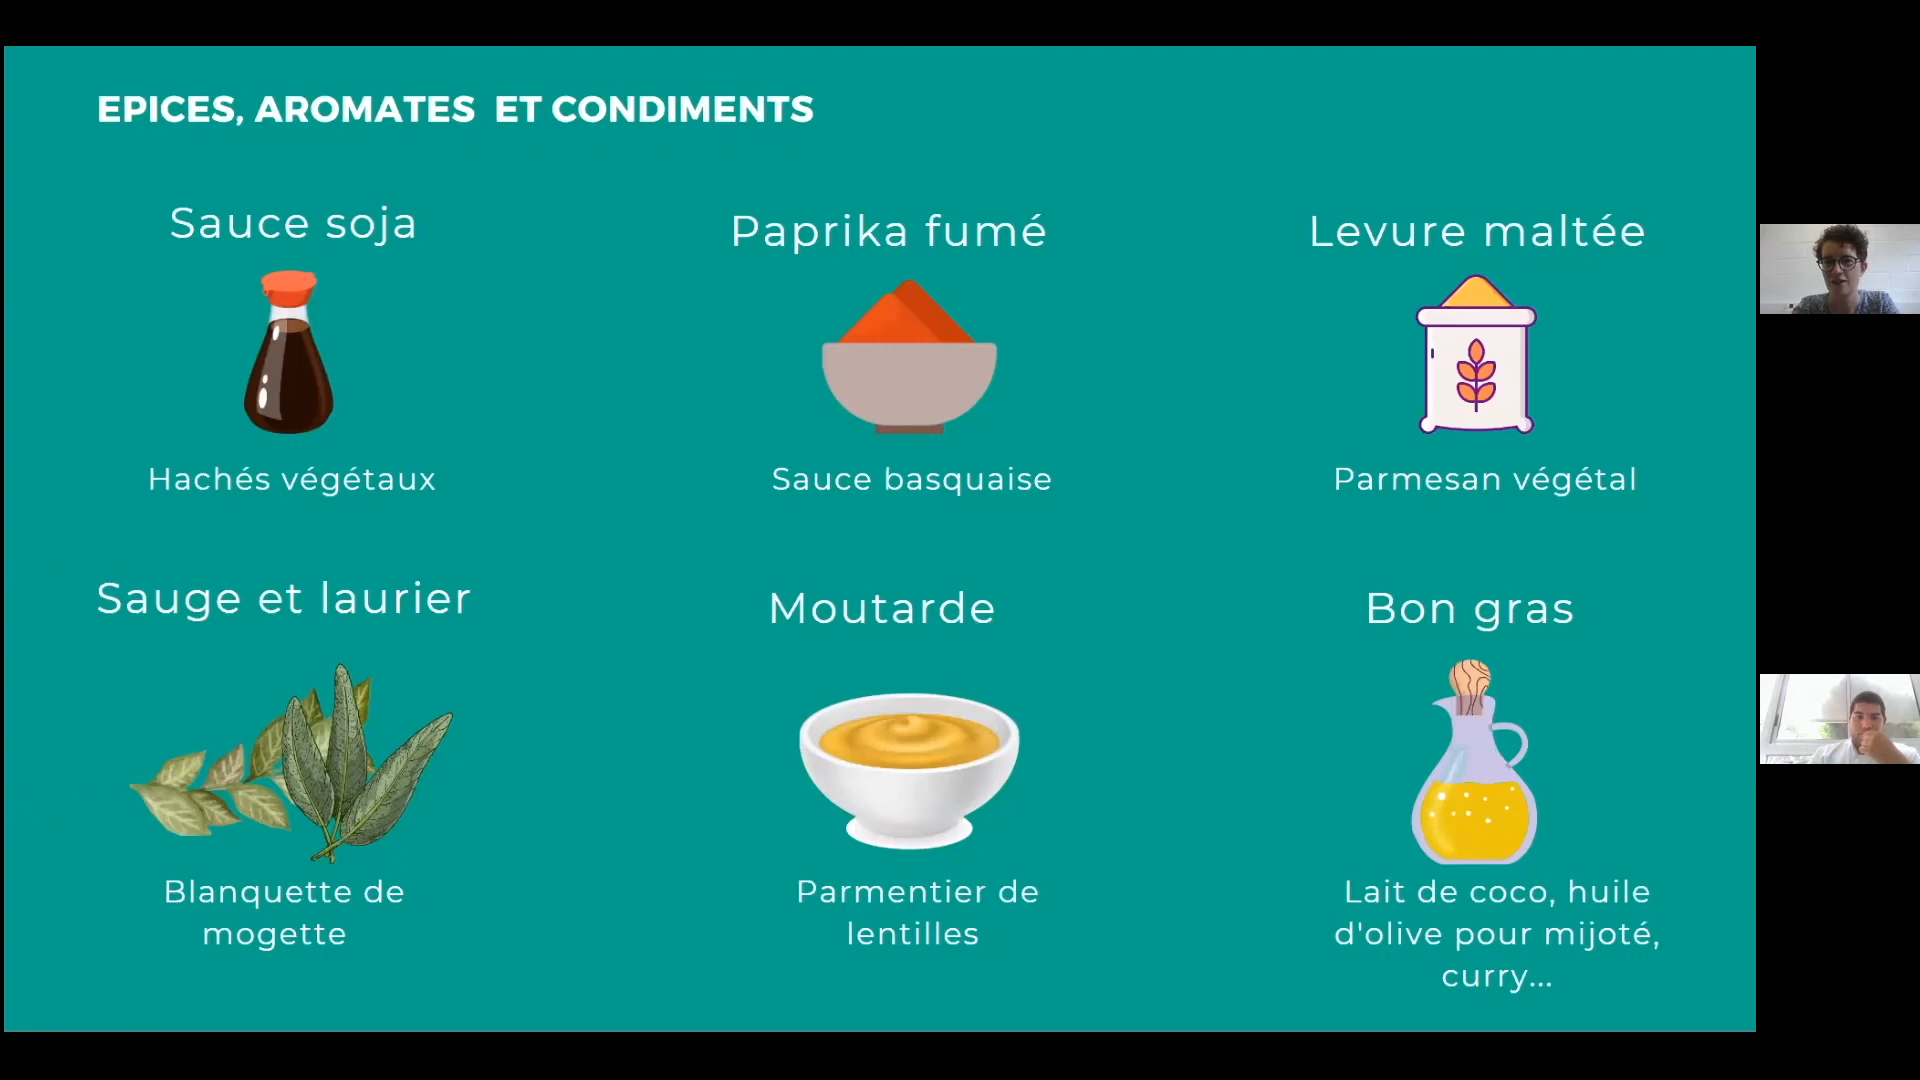 EPICES, AROMATES ET CONDIMENTS
Sauce soja
Hachés végétaux
Paprika fumé
Sauce basquaise
Levure maltée
Parmesan végétal
Sauge et laurier
Blanquette de
mogette
Moutarde
Parmentier de
lentilles
Bon gras
Lait de coco, huile
d'olive pour mijoté,
curry...